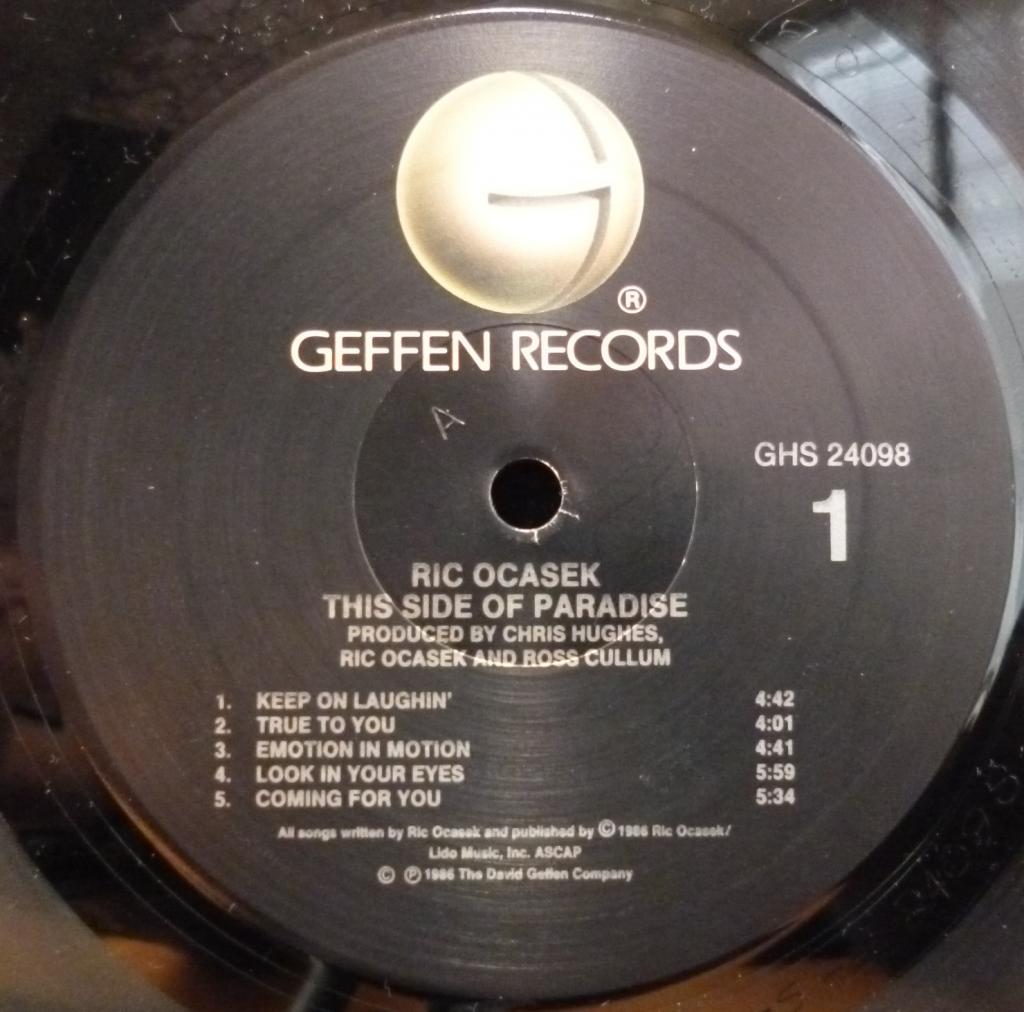 ®
GEFFEN RECORDS
A
GHS 24098
1
RIC OCASEK
THIS SIDE OF PARADISE
PRODUCED BY CHRIS HUGHES,
RIC OCASEK AND ROSS CULLUM
1. KEEP ON LAUGHIN' 4:42
2. TRUE TO YOU 4:01
3. EMOTION IN MOTION 4:41
4. LOOK IN YOUR EYES 5:59
5. COMING FOR YOU 5:34
All songs written by Ric Ocasek and published by © 1986 Ric Ocasek/
Lido Music, Inc. ASCAP
© ℗ 1986 The David Geffen Company